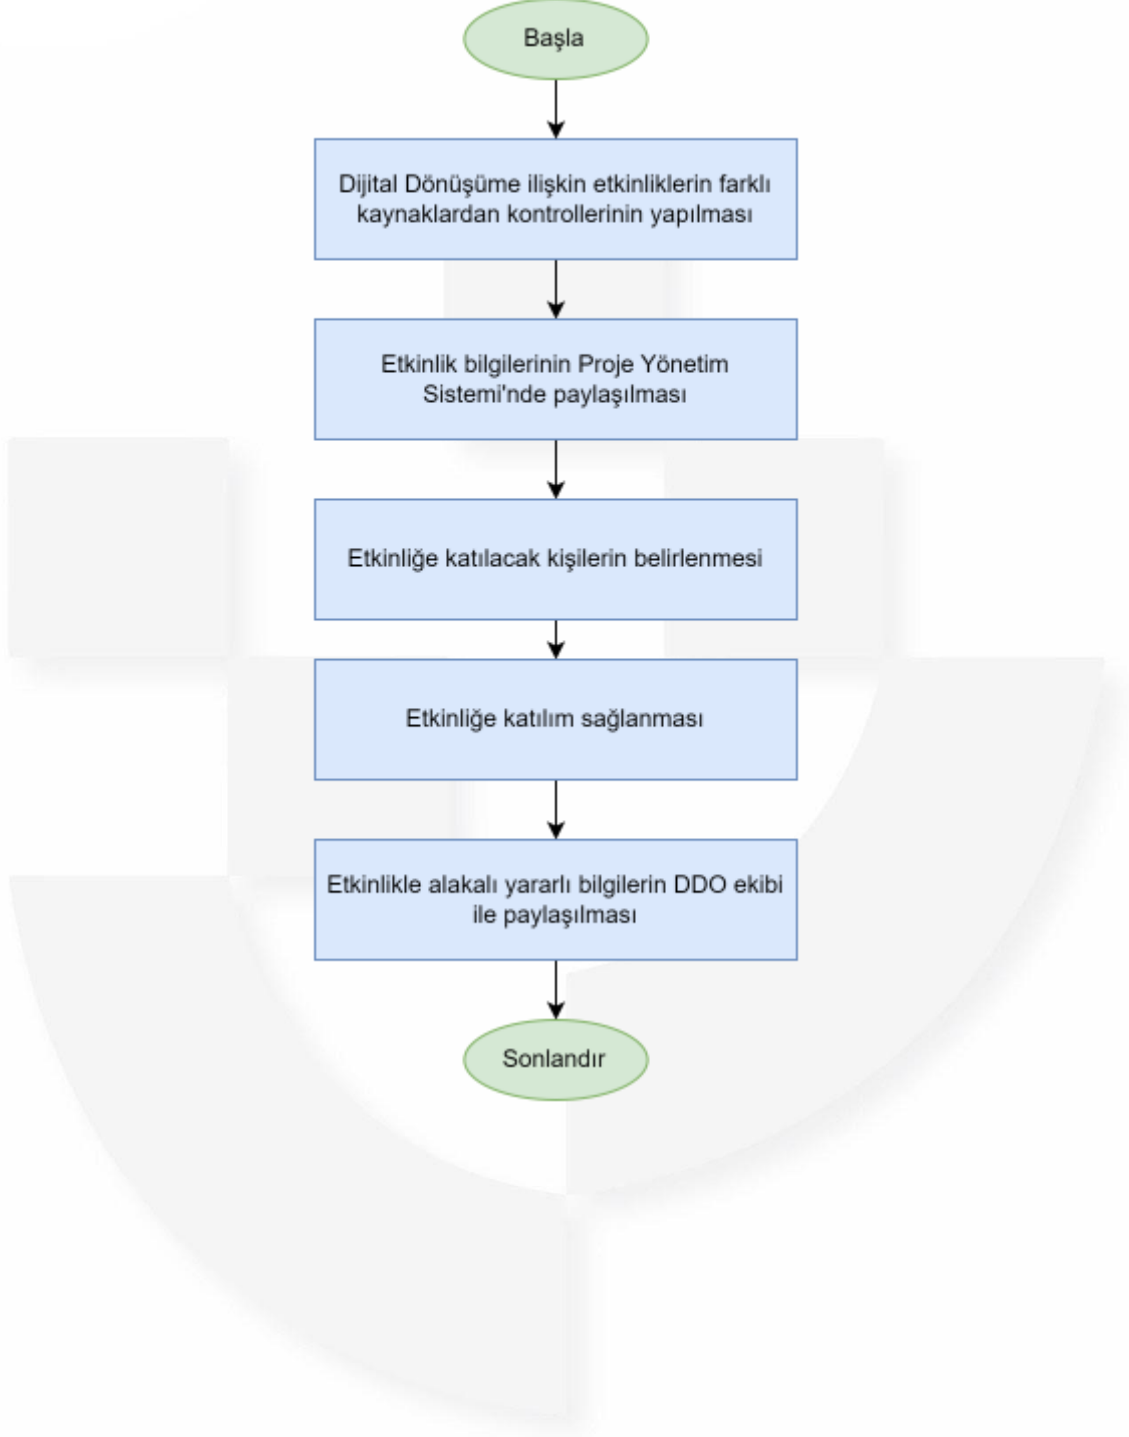 Başla
Dijital Dönüşüme ilişkin etkinliklerin farklı
kaynaklardan kontrollerinin yapılması
Etkinlik bilgilerinin Proje Yönetim
Sistemi'nde paylaşılması
Etkinliğe katılacak kişilerin belirlenmesi
Etkinliğe katılım sağlanması
Etkinlikle alakalı yararlı bilgilerin DDO ekibi
ile paylaşılması
Sonlandır